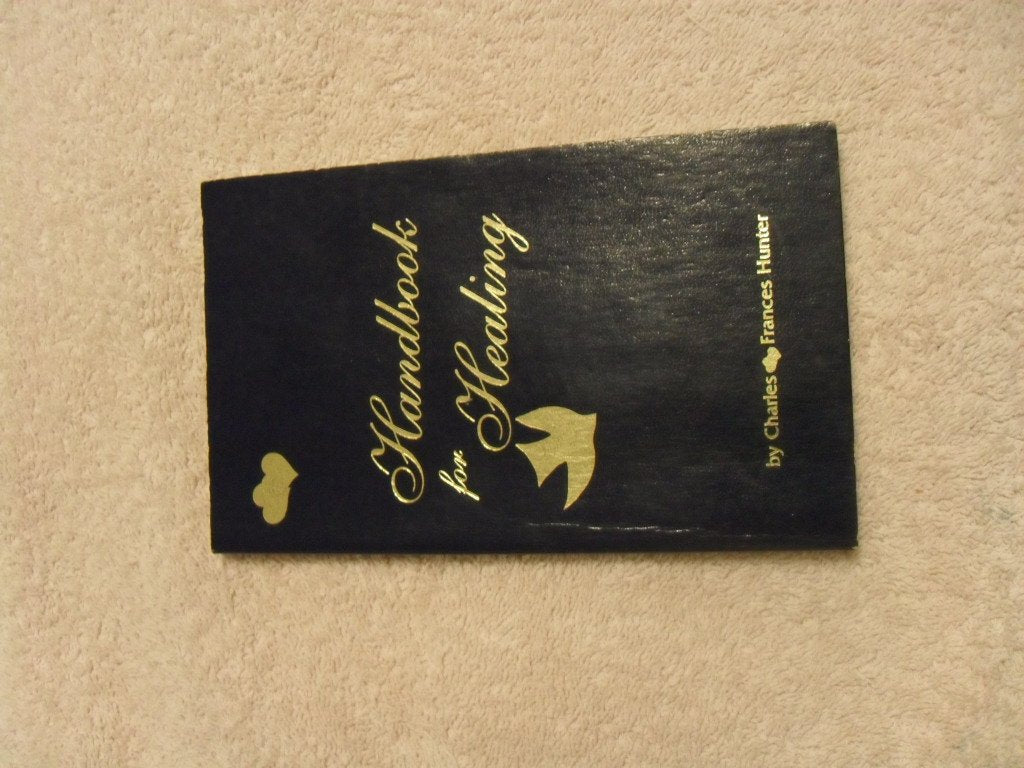 Handbook
for
Healing
by Charles Frances Hunter